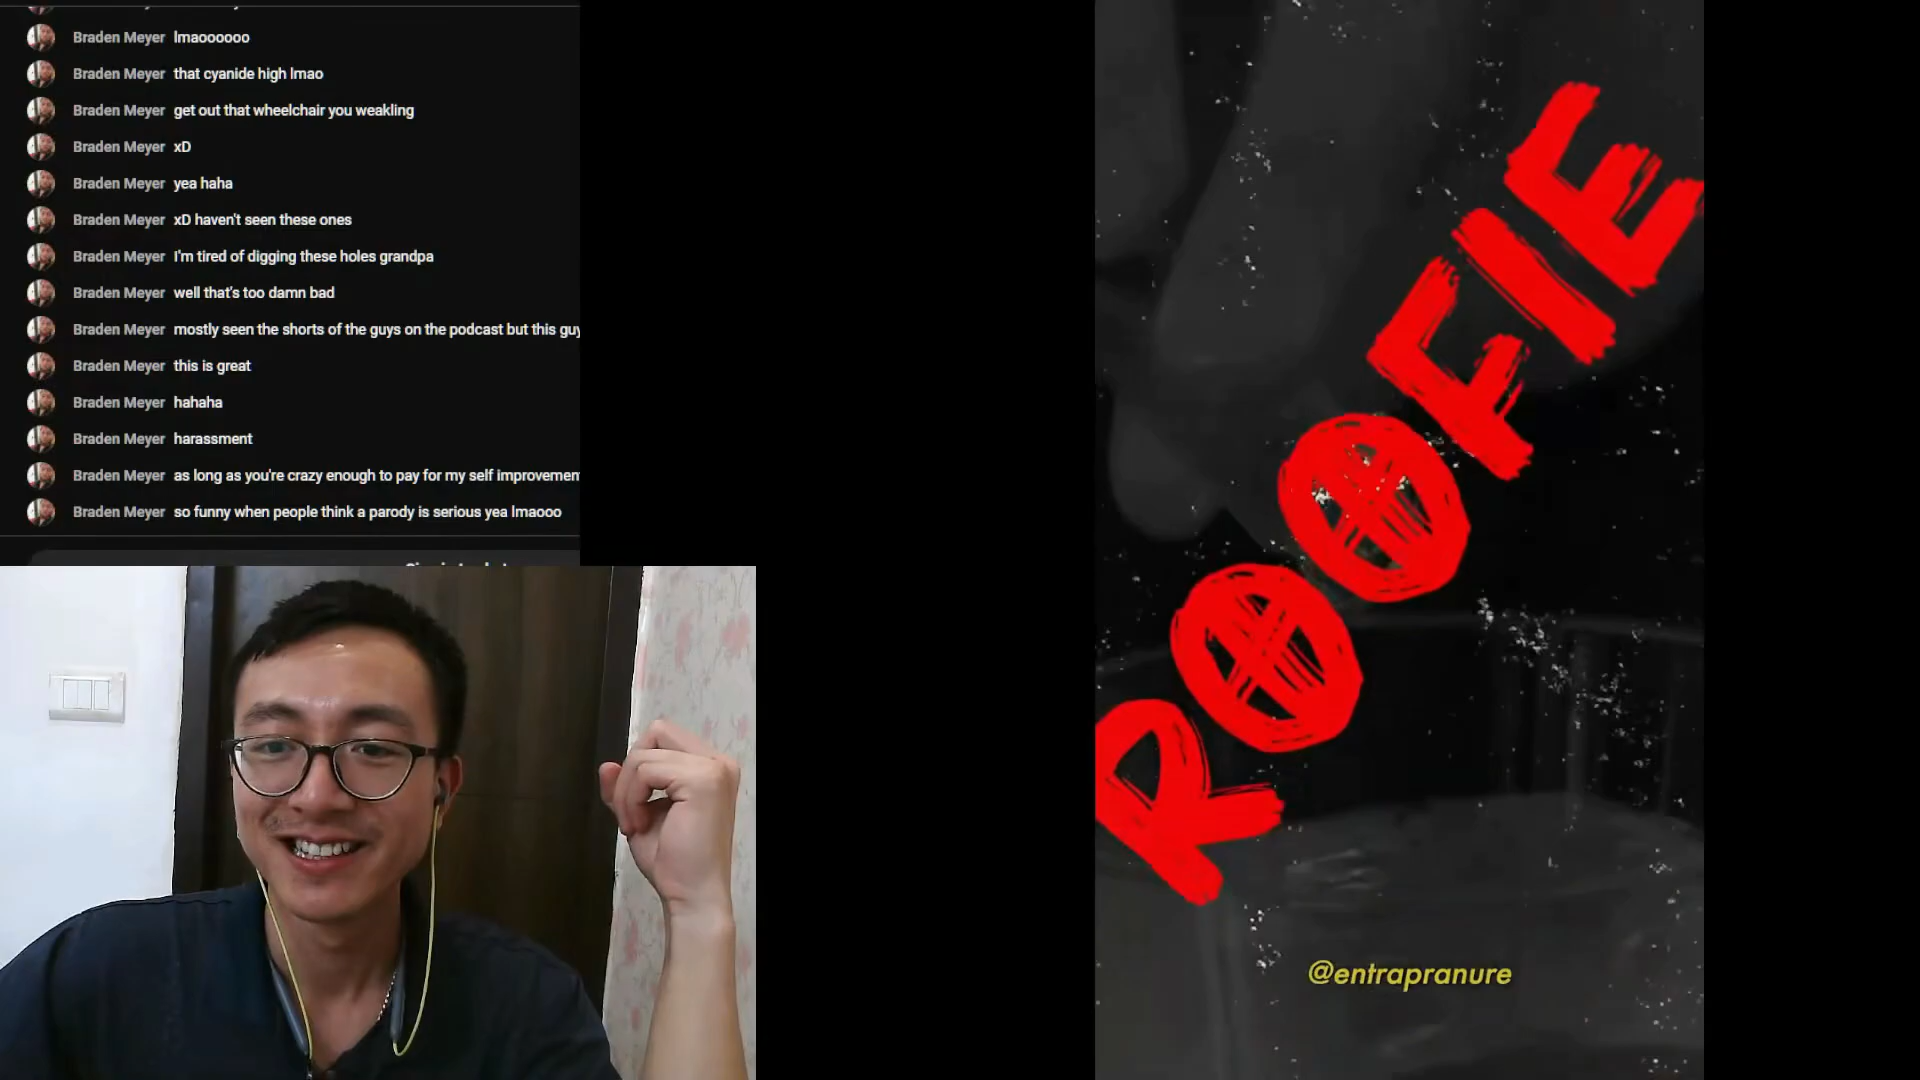 Braden Meyer lmaoooooo
Braden Meyer that cyanide high lmao
Braden Meyer get out that wheelchair you weakling
Braden Meyer xD
Braden Meyer yea haha
Braden Meyer xD haven't seen these ones
Braden Meyer I'm tired of digging these holes grandpa
Braden Meyer well that's too damn bad
Braden Meyer mostly seen the shorts of the guys on the podcast but this guy
Braden Meyer this is great
Braden Meyer hahaha
Braden Meyer harassment
Braden Meyer as long as you're crazy enough to pay for my self improvemen
Braden Meyer so funny when people think a parody is serious yea lmaooo
ROOFIE
@entrapranure